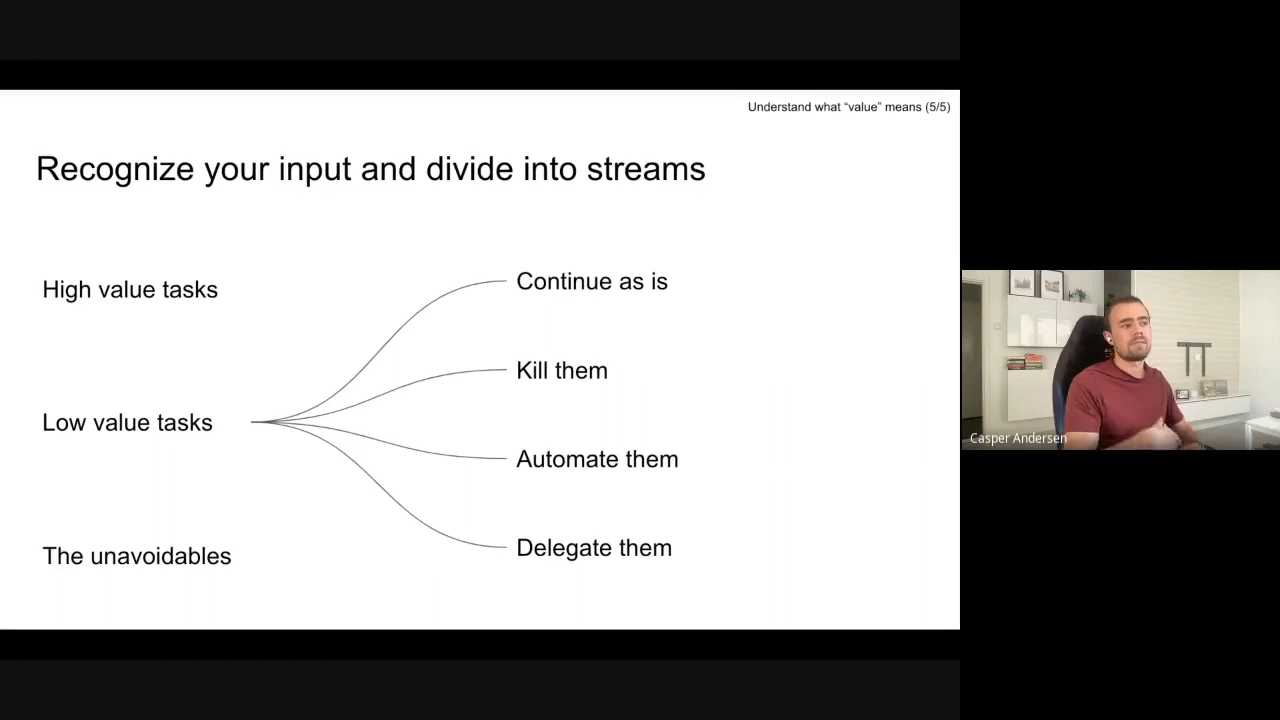 Understand what “value” means (5/5)
Recognize your input and divide into streams
High value tasks
Low value tasks
The unavoidables
Continue as is
Kill them
Automate them
Delegate them
Casper Andersen